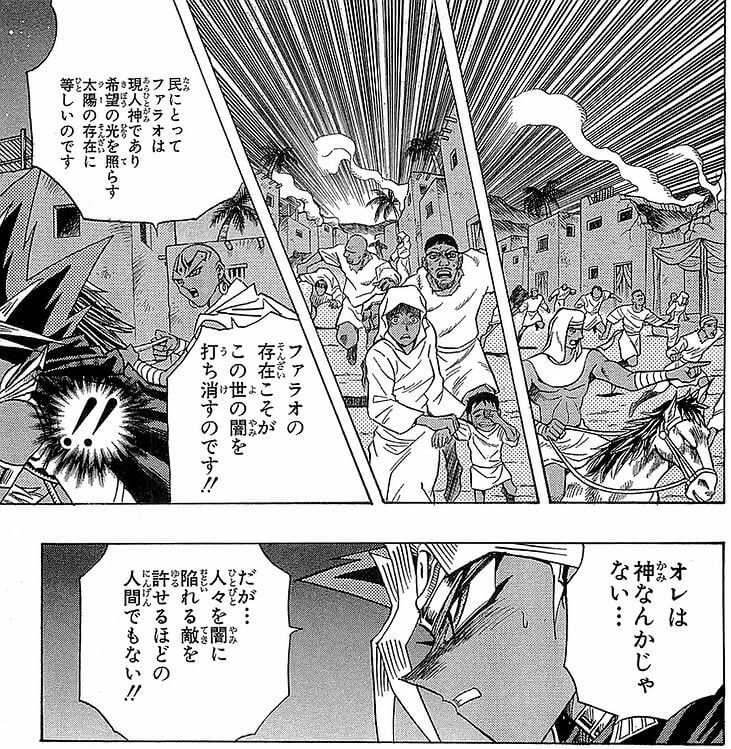 民にとって
ファラオは
現人神であり
希望の光を照らす
太陽の存在に
等しいのです
ファラオの
存在こそが
この世の闇を
打ち消すのです!!
!!
オレは
神なんかじゃ
ない…
だが…
人々を闇に
陥れる敵を
許せるほどの
人間でもない!!